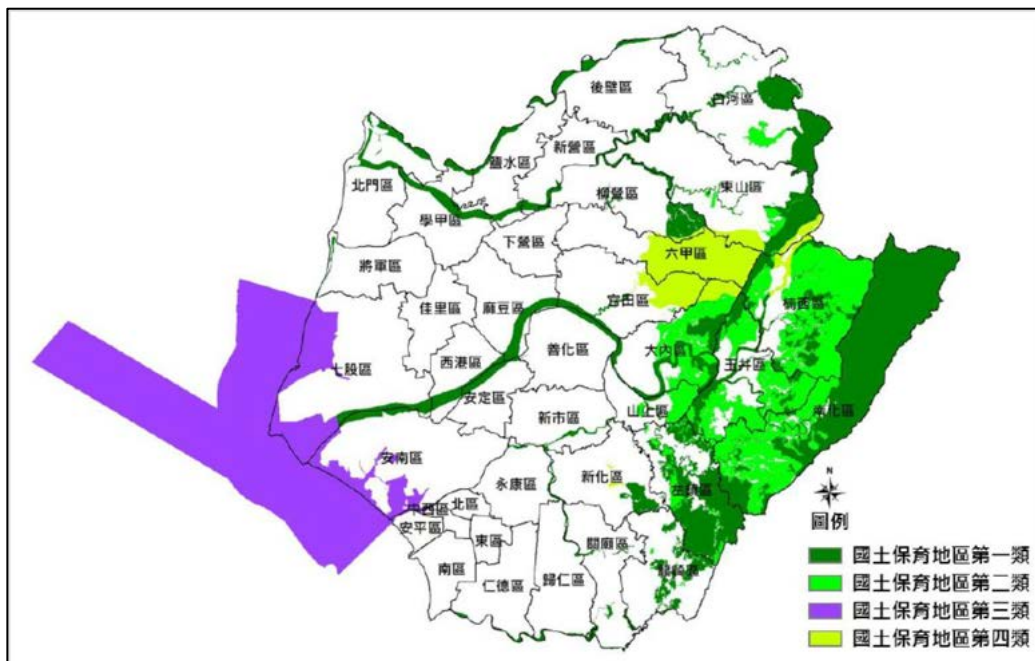 後壁區
白河區
新營區
鹽水區
東山區
北門區
柳營區
學甲區
下營區
六甲區
將軍區
佳里區
麻豆區
官田區
楠西區
七股區
西港區
善化區
大內區
玉井區
安定區
新市區
山上區
南化區
安南區
永康區
新化區
左鎮區
中西區
北區
安平區
東區
關廟區
龍崎區
南區
仁德區
歸仁區
N
圖例
國土保育地區第一類
國土保育地區第二類
國土保育地區第三類
國土保育地區第四類